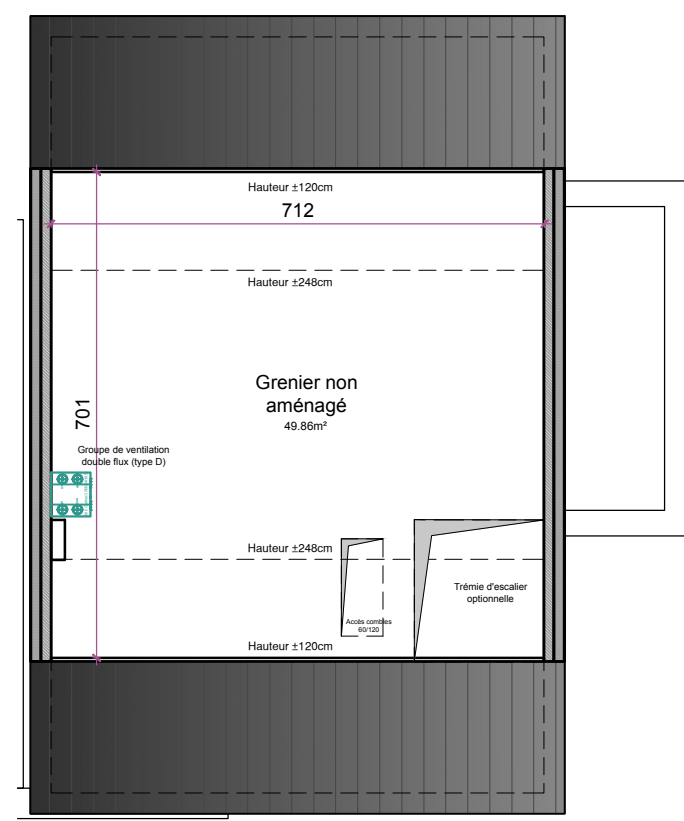 Hauteur ±120cm
712
Hauteur ±248cm
Grenier non
aménagé
49.86m²
701
Groupe de ventilation
double flux (type D)
Hauteur ±248cm
Trémie d'escalier
optionnelle
Accès combles
60/120
Hauteur ±120cm